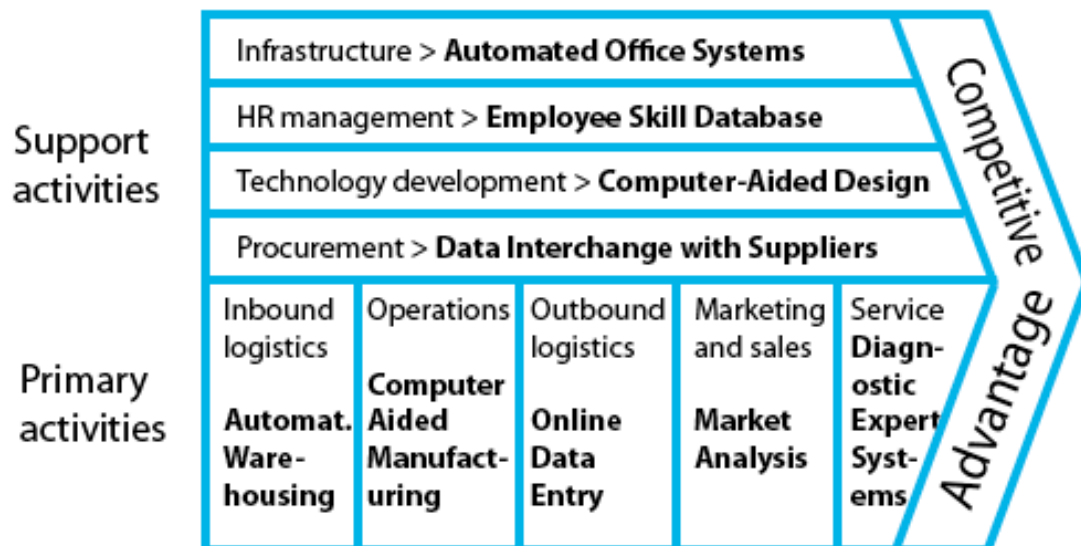 Support
activities
Infrastructure > Automated Office Systems
HR management > Employee Skill Database
Technology development > Computer-Aided Design
Procurement > Data Interchange with Suppliers
Primary
activities
Inbound
logistics
Automat.
Ware-
housing
Operations
Computer
Aided
Manufact-
uring
Outbound
logistics
Online
Data
Entry
Marketing
and sales
Market
Analysis
Service
Diagn-
ostic
Expert
Syst-
ems
Competitive
Advantage